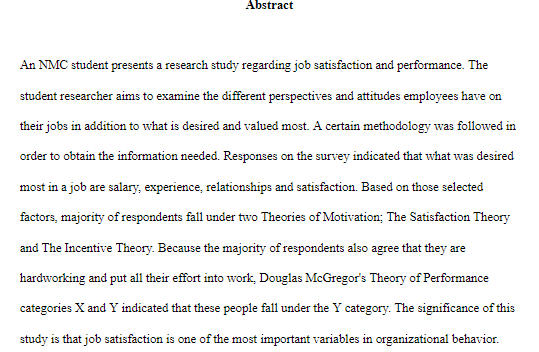 Abstract
An NMC student presents a research study regarding job satisfaction and performance. The
student researcher aims to examine the different perspectives and attitudes employees have on
their jobs in addition to what is desired and valued most. A certain methodology was followed in
order to obtain the information needed. Responses on the survey indicated that what was desired
most in a job are salary, experience, relationships and satisfaction. Based on those selected
factors, majority of respondents fall under two Theories of Motivation; The Satisfaction Theory
and The Incentive Theory. Because the majority of respondents also agree that they are
hardworking and put all their effort into work, Douglas McGregor's Theory of Performance
categories X and Y indicated that these people fall under the Y category. The significance of this
study is that job satisfaction is one of the most important variables in organizational behavior.